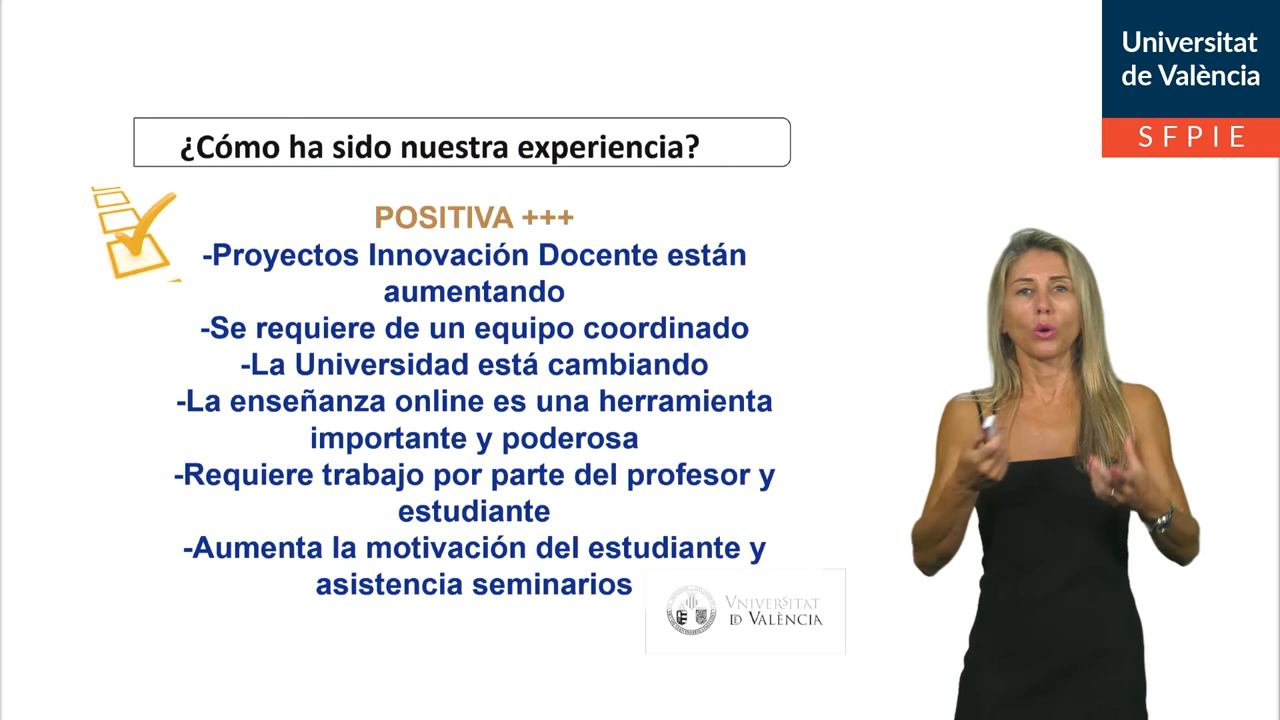 Universitat
de València
SFPIE
¿Cómo ha sido nuestra experiencia?
POSITIVA +++
-Proyectos Innovación Docente están
aumentando
-Se requiere de un equipo coordinado
-La Universidad está cambiando
-La enseñanza online es una herramienta
importante y poderosa
-Requiere trabajo por parte del profesor y
estudiante
-Aumenta la motivación del estudiante y
asistencia seminarios
VNIVERSITAT
DE VALÈNCIA